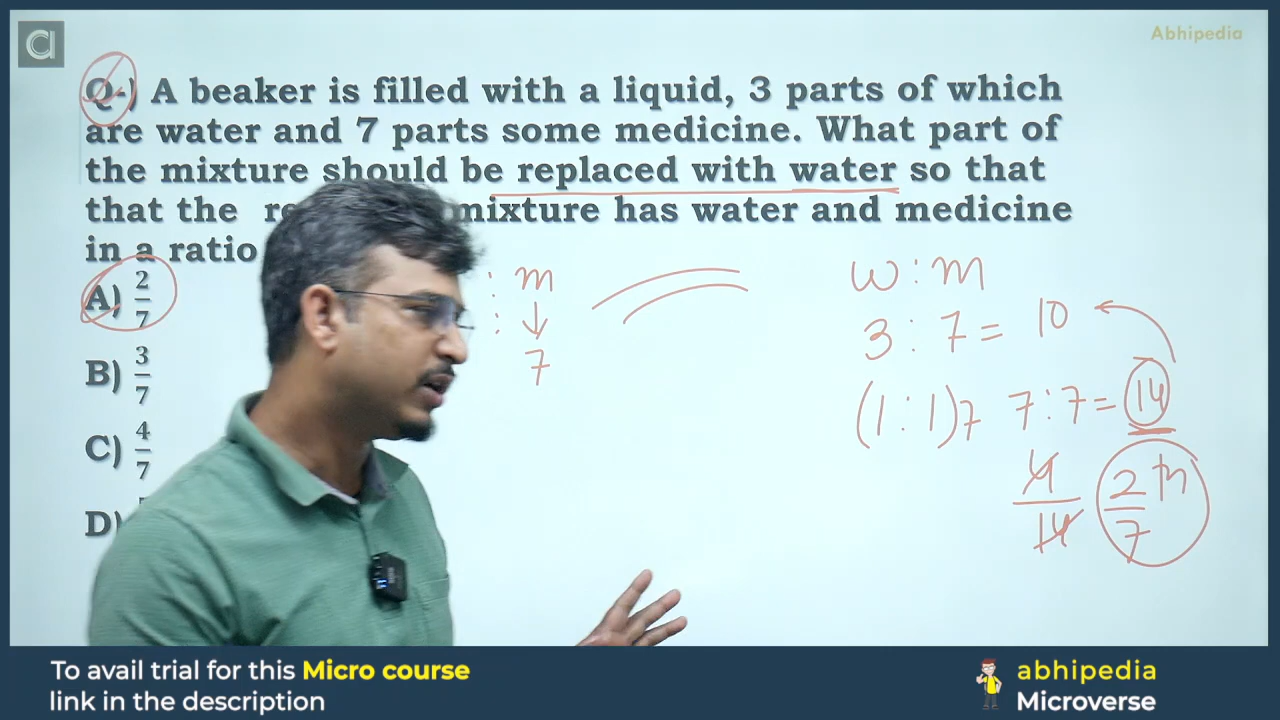 Abhipedia
Q-) A beaker is filled with a liquid, 3 parts of which
are water and 7 parts some medicine. What part of
the mixture should be replaced with water so that
that the mixture has water and medicine
in a ratio
A) 2/7
B) 3/7
C) 4/7
D)
: m
: ↓
7
w : m
3 : 7 = 10
(1 : 1)7 7 : 7 = 14
4/14 2/7 th
To avail trial for this Micro course
link in the description
abhipedia
Microverse